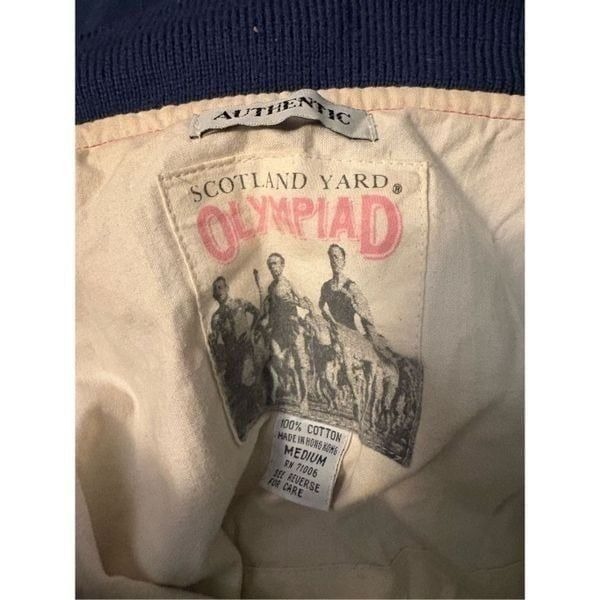 AUTHENTIC
SCOTLAND YARD®
OLYMPIAD
100% COTTON
MADE IN HONG KONG
MEDIUM
RN 71006
SEE REVERSE
FOR CARE